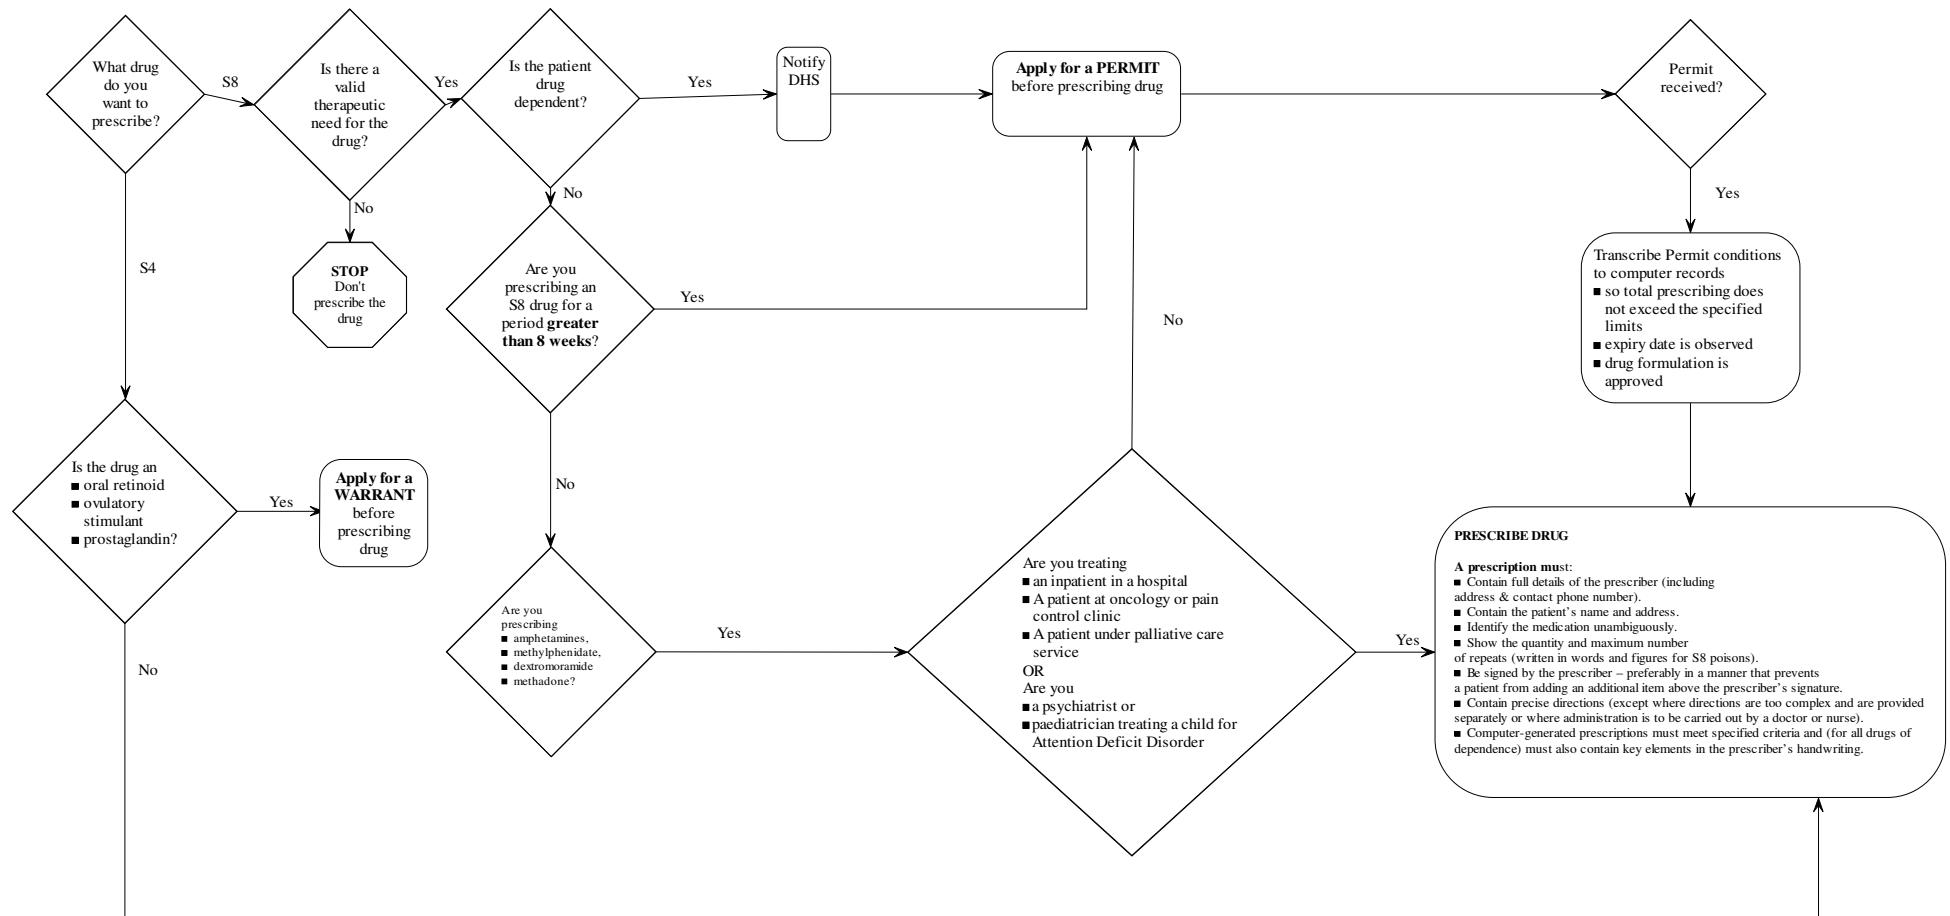 What drug
do you
want to
prescribe?
S8
Is there a
valid
therapeutic
need for the
drug?
Yes
Is the patient
drug
dependent?
Yes
Notify
DHS
Apply for a PERMIT
before prescribing drug
Permit
received?
No
No
Yes
S4
STOP
Don't
prescribe the
drug
Are you
prescribing an
S8 drug for a
period greater
than 8 weeks?
Yes
No
Transcribe Permit conditions
to computer records
■ so total prescribing does
not exceed the specified
limits
■ expiry date is observed
■ drug formulation is
approved
Is the drug an
■ oral retinoid
■ ovulatory
stimulant
■ prostaglandin?
Yes
Apply for a
WARRANT
before
prescribing
drug
No
No
Are you
prescribing
■ amphetamines,
■ methylphenidate,
■ dextromoramide
■ methadone?
Yes
Are you treating
■ an inpatient in a hospital
■ A patient at oncology or pain
control clinic
■ A patient under palliative care
service
OR
Are you
■ a psychiatrist or
■ paediatrician treating a child for
Attention Deficit Disorder
Yes
PRESCRIBE DRUG
A prescription must:
■ Contain full details of the prescriber (including
address & contact phone number).
■ Contain the patient's name and address.
■ Identify the medication unambiguously.
■ Show the quantity and maximum number
of repeats (written in words and figures for S8 poisons).
■ Be signed by the prescriber – preferably in a manner that prevents
a patient from adding an additional item above the prescriber's signature.
■ Contain precise directions (except where directions are too complex and are provided
separately or where administration is to be carried out by a doctor or nurse).
■ Computer-generated prescriptions must meet specified criteria and (for all drugs of
dependence) must also contain key elements in the prescriber's handwriting.